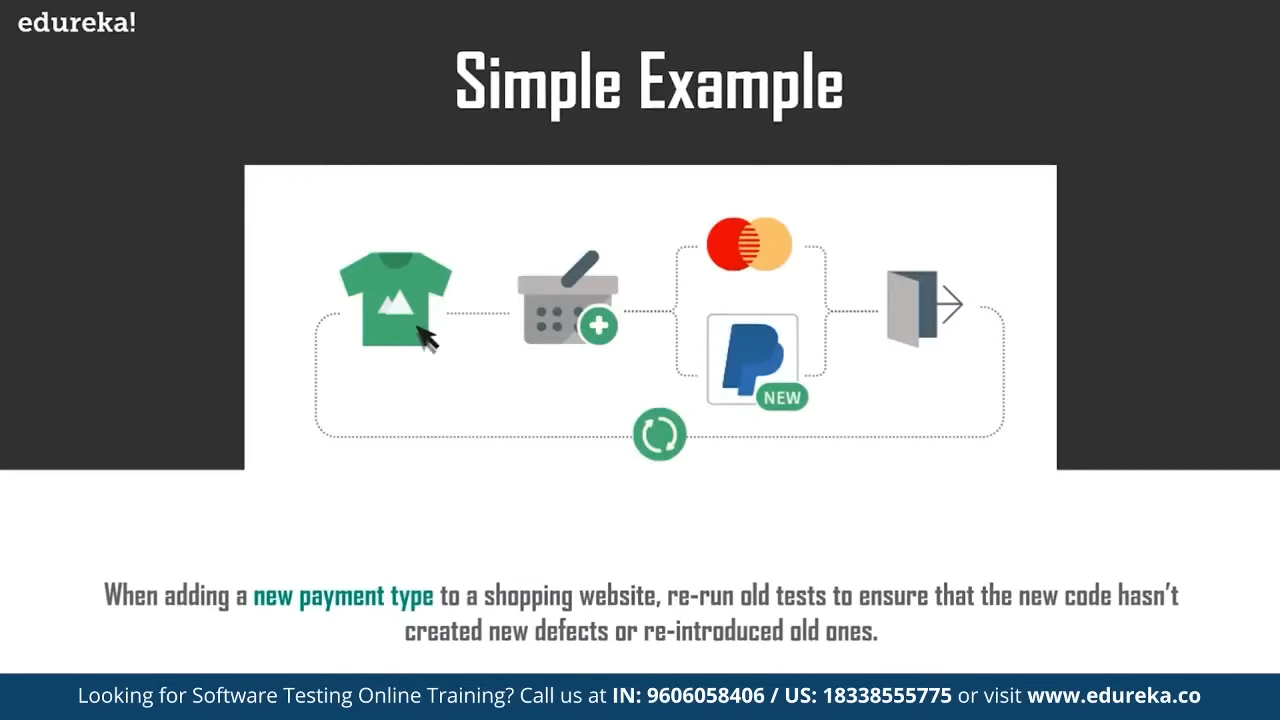 edureka!
Simple Example
NEW
When adding a new payment type to a shopping website, re-run old tests to ensure that the new code hasn't
created new defects or re-introduced old ones.
Looking for Software Testing Online Training? Call us at IN: 9606058406 / US: 18338555775 or visit www.edureka.co